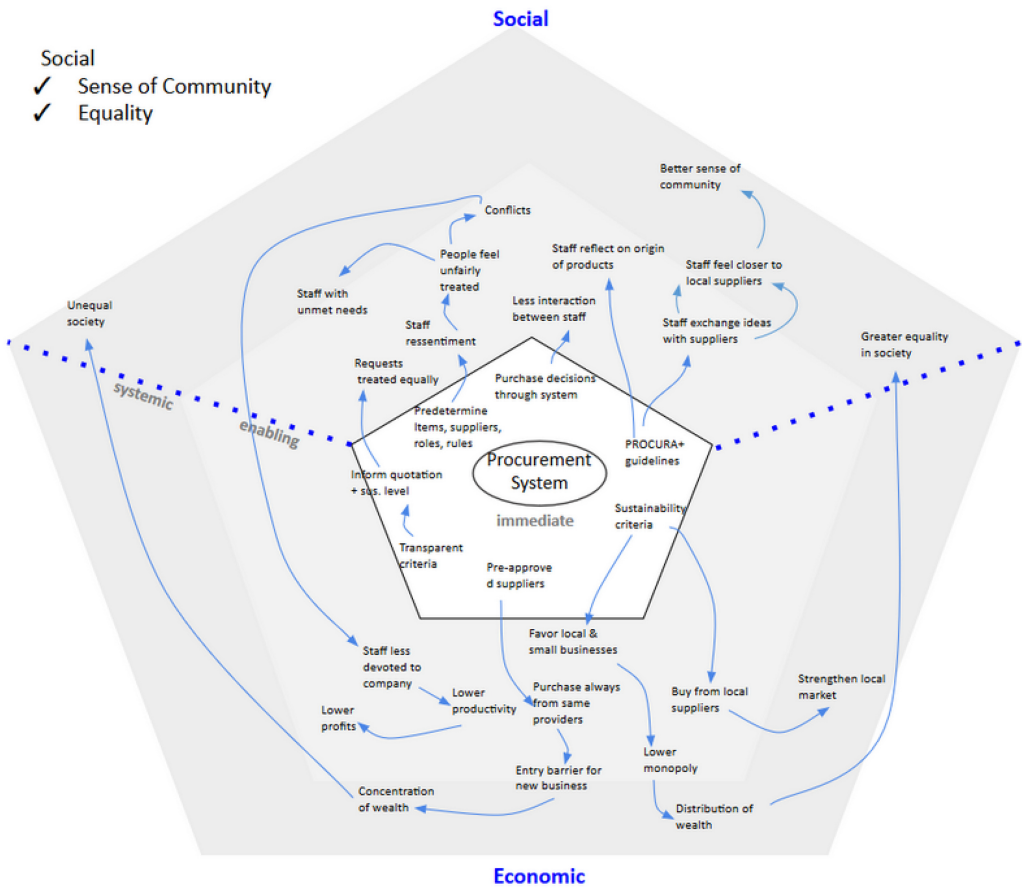 Social
Social
✓ Sense of Community
✓ Equality
Better sense of
community
Conflicts
Staff reflect on origin
of products
People feel
unfairly
treated
Staff feel closer to
local suppliers
Staff with
unmet needs
Less interaction
between staff
Unequal
society
Staff
ressentiment
Staff exchange ideas
with suppliers
Greater equality
in society
Requests
treated equally
Purchase decisions
through system
systemic
enabling
Predetermine
Items, suppliers,
roles, rules
PROCURA+
guidelines
Procurement
System
Inform quotation
+ sus. level
immediate
Sustainability
criteria
Transparent
criteria
Pre-approve
d suppliers
Favor local &
small businesses
Staff less
devoted to
company
Lower
productivity
Purchase always
from same
providers
Buy from local
suppliers
Strengthen local
market
Lower
profits
Lower
monopoly
Entry barrier for
new business
Concentration
of wealth
Distribution of
wealth
Economic